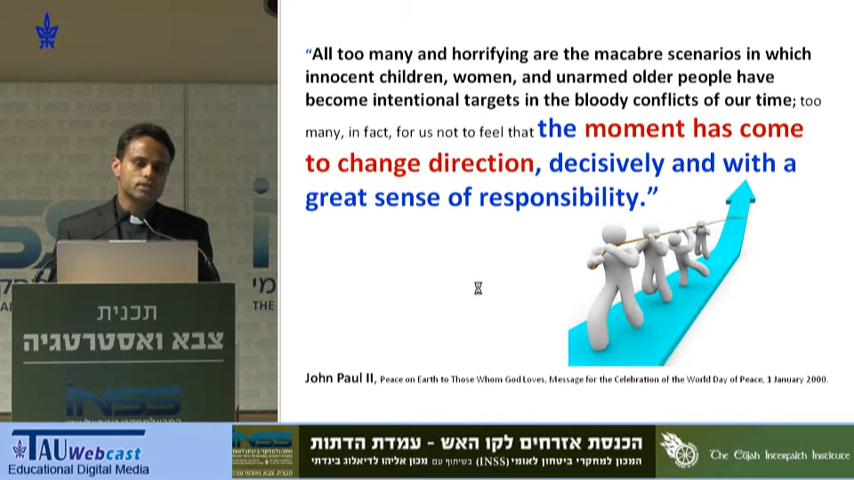 “All too many and horrifying are the macabre scenarios in which
innocent children, women, and unarmed older people have
become intentional targets in the bloody conflicts of our time; too
many, in fact, for us not to feel that the moment has come
to change direction, decisively and with a
great sense of responsibility.”
John Paul II, Peace on Earth to Those Whom God Loves, Message for the Celebration of the World Day of Peace, 1 January 2000.
THE
תכנית
צבא ואסטרטגיה
INSS
TAU Webcast
Educational Digital Media
INSS
הכנסת אזרחים לקו האש - עמדת הדתות
המכון למחקרי ביטחון לאומי (INSS) בשיתוף עם מכון אליהו לדיאלוג בינדתי
תכנית צבא ואסטרטגיה
The Elijah Interfaith Institute